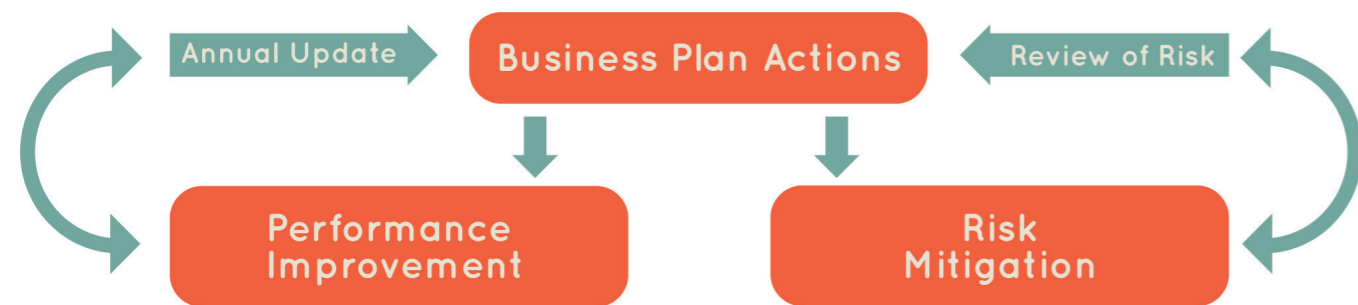 Annual Update
Business Plan Actions
Review of Risk
Performance
Improvement
Risk
Mitigation